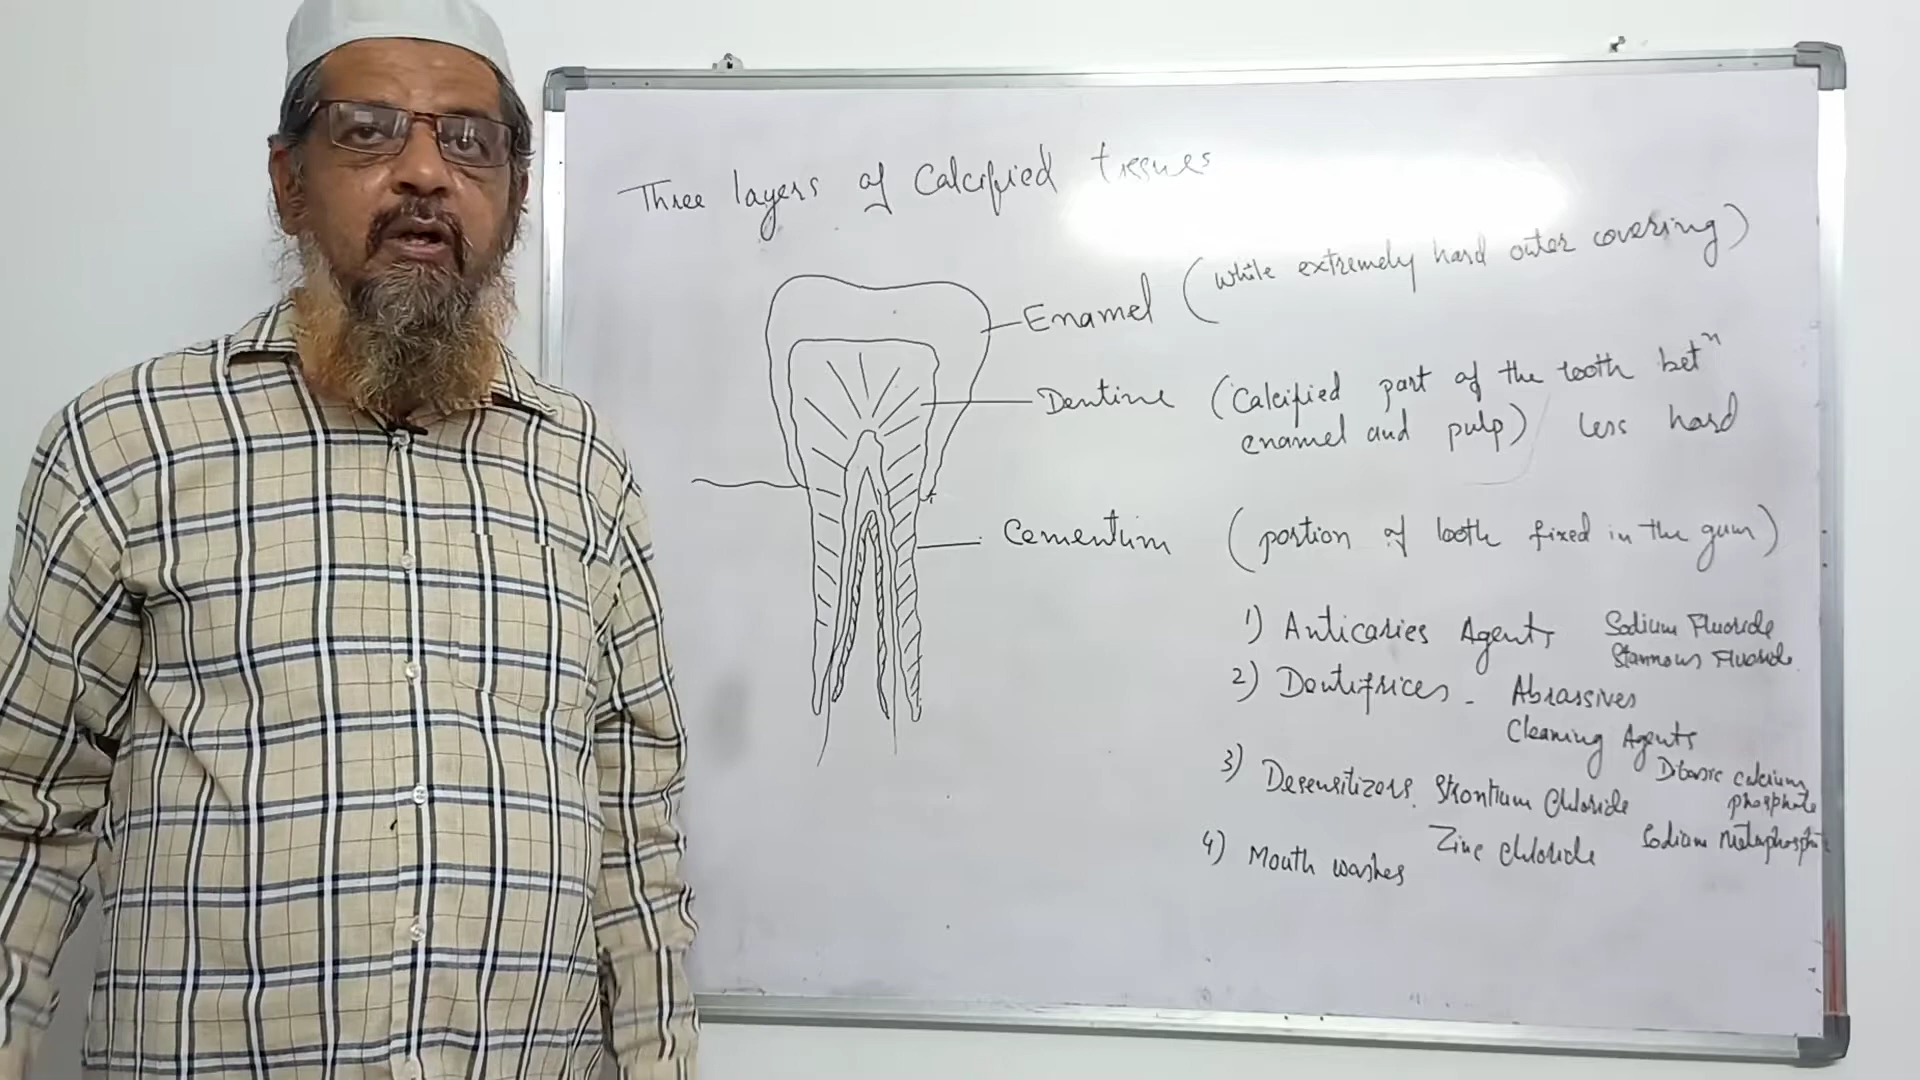 Three layers of Calcified tissues
Enamel (white extremely hard outer covering)
Dentine (Calcified part of the tooth betⁿ
enamel and pulp) less hard
Cementum (portion of tooth fixed in the gum)
1) Anticaries Agents Sodium Fluoride
Stannous Fluoride
2) Dentifrices - Abrassives
Cleaning Agents
Dibasic calcium
phosphate
3) Desensitizers. Strontium Chloride
Zinc chloride Sodium Metaphosphate
4) Mouth washes